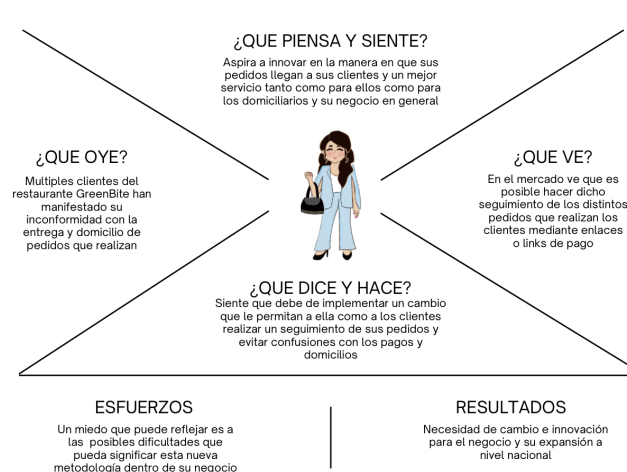 ¿QUE PIENSA Y SIENTE?
Aspira a innovar en la manera en que sus
pedidos llegan a sus clientes y un mejor
servicio tanto como para ellos como para
los domiciliarios y su negocio en general
¿QUE OYE?
Multiples clientes del
restaurante GreenBite han
manifestado su
inconformidad con la
entrega y domicilio de
pedidos que realizan
¿QUE VE?
En el mercado ve que es
posible hacer dicho
seguimiento de los distintos
pedidos que realizan los
clientes mediante enlaces
o links de pago
¿QUE DICE Y HACE?
Siente que debe de implementar un cambio
que le permitan a ella como a los clientes
realizar un seguimiento de sus pedidos y
evitar confusiones con los pagos y
domicilios
ESFUERZOS
Un miedo que puede reflejar es a
las posibles dificultades que
pueda significar esta nueva
metodología dentro de su negocio
RESULTADOS
Necesidad de cambio e innovación
para el negocio y su expansión a
nivel nacional